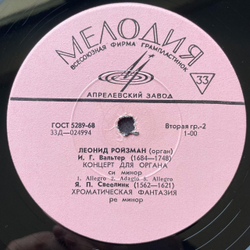 МЕЛОДИЯ
ВСЕСОЮЗНАЯ ФИРМА ГРАМПЛАСТИНОК
АПРЕЛЕВСКИЙ ЗАВОД
33
ГОСТ 5289-68
33Д—024994
Вторая гр.-2
1-00
ЛЕОНИД РОЙЗМАН (орган)
И. Г. Вальтер (1684—1748)
КОНЦЕРТ ДЛЯ ОРГАНА
си минор
1. Allegro 2. Adagio 3. Allegro
Я. П. Свеелинк (1562—1621)
ХРОМАТИЧЕСКАЯ ФАНТАЗИЯ
ре минор